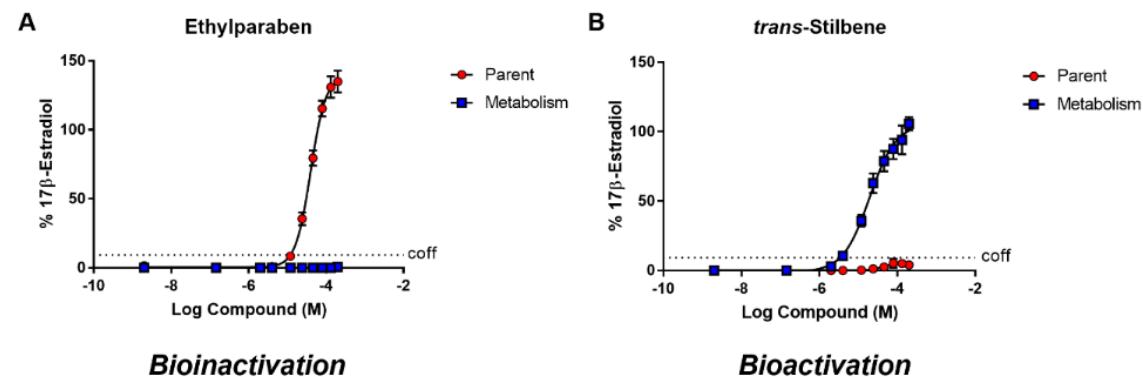 A
Ethylparaben
150
100
50
0
% 17β-Estradiol
-10
-8
-6
-4
-2
Log Compound (M)
coff
Parent
Metabolism
Bioinactivation
B
trans-Stilbene
150
100
50
0
% 17β-Estradiol
-10
-8
-6
-4
-2
Log Compound (M)
coff
Parent
Metabolism
Bioactivation